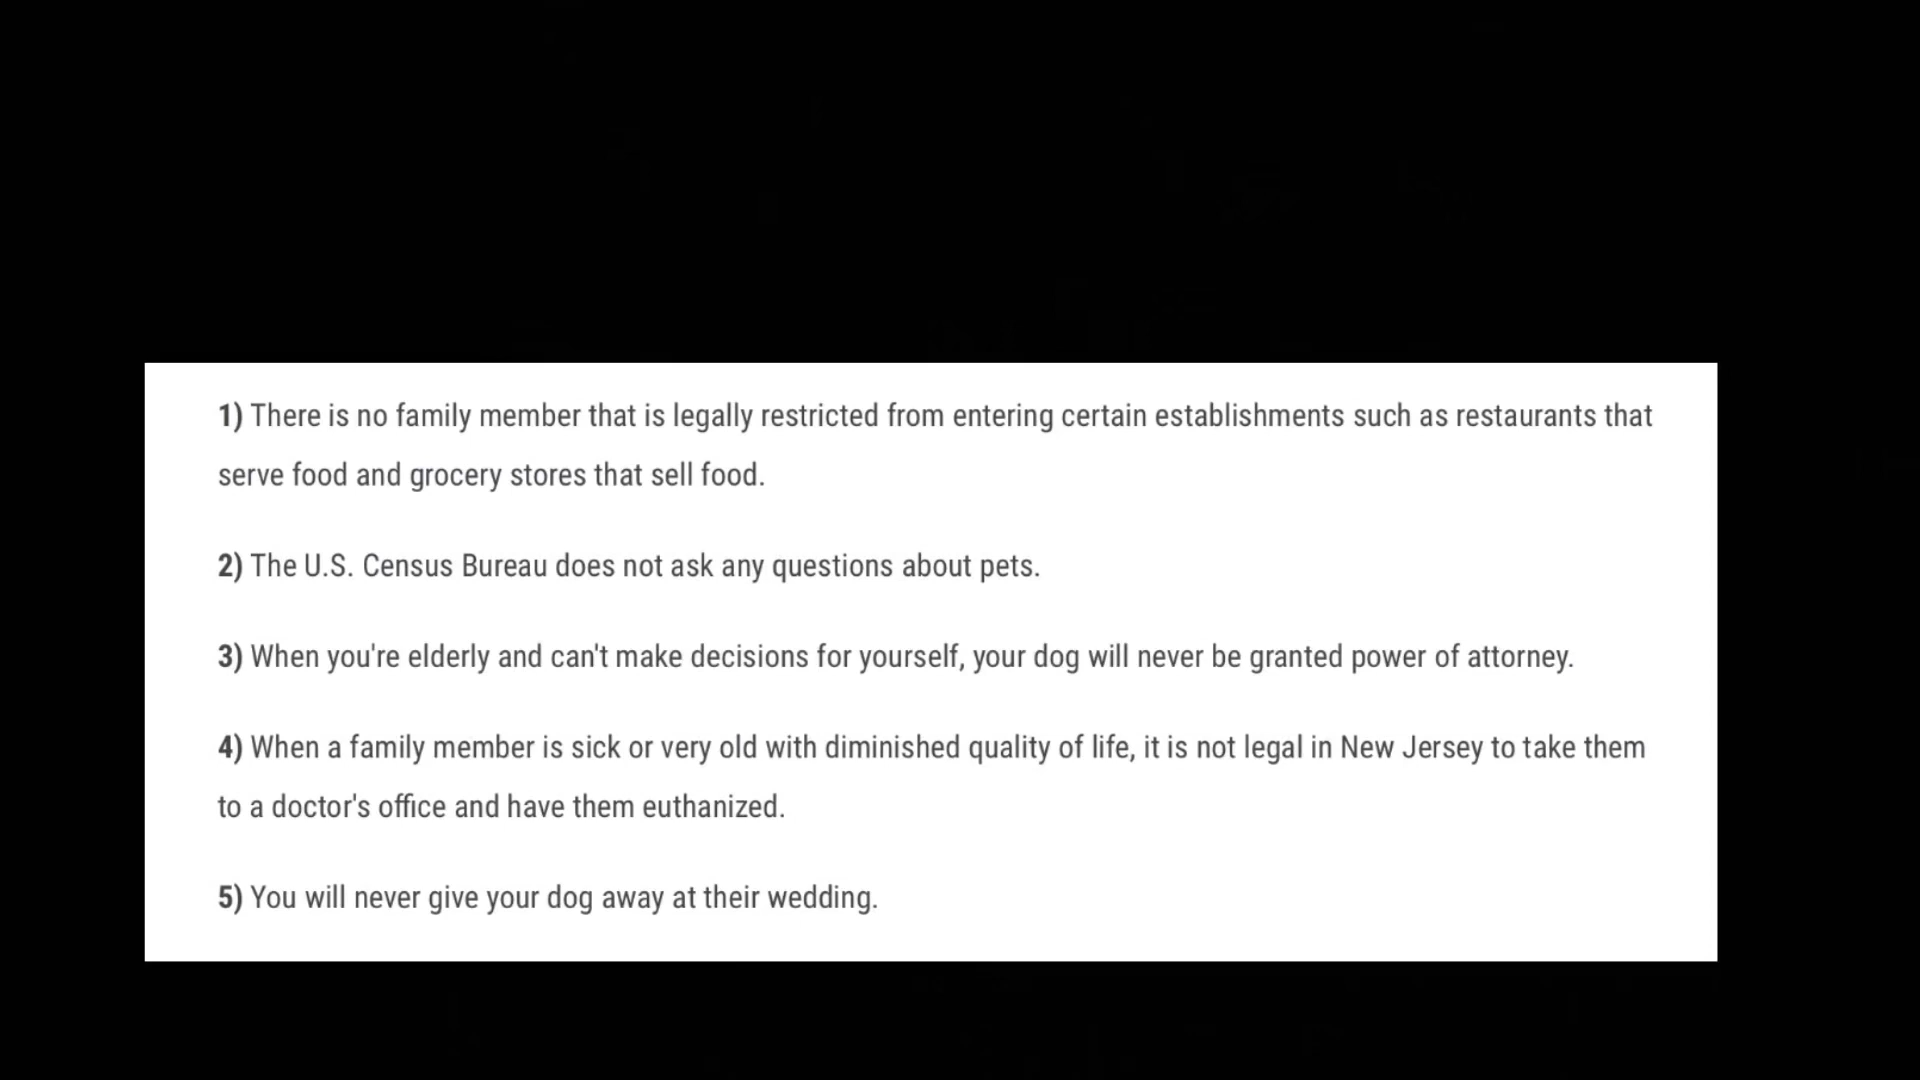 1) There is no family member that is legally restricted from entering certain establishments such as restaurants that
serve food and grocery stores that sell food.
2) The U.S. Census Bureau does not ask any questions about pets.
3) When you're elderly and can't make decisions for yourself, your dog will never be granted power of attorney.
4) When a family member is sick or very old with diminished quality of life, it is not legal in New Jersey to take them
to a doctor's office and have them euthanized.
5) You will never give your dog away at their wedding.